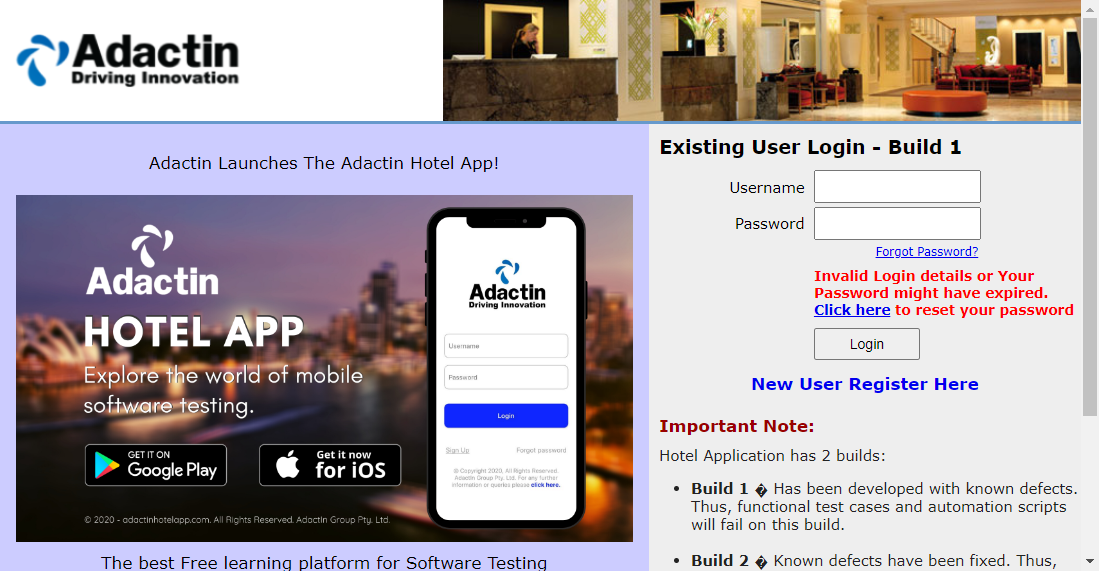 Adactin
Driving Innovation
Adactin Launches The Adactin Hotel App!
Adactin
HOTEL APP
Explore the world of mobile
software testing.
GET IT ON
Google Play
Get it now
for iOS
© 2020 - adactinhotelapp.com. All Rights Reserved. Adactin Group Pty. Ltd.
Adactin
Driving Innovation
Username
Password
Login
Sign Up
Forgot password
© Copyright 2020. All Rights Reserved.
Adactin Group Pty. Ltd. For any further
information or queries please click here.
The best Free learning platform for Software Testing
Existing User Login - Build 1
Username
Password
Forgot Password?
Invalid Login details or Your
Password might have expired.
Click here to reset your password
Login
New User Register Here
Important Note:
Hotel Application has 2 builds:
• Build 1 � Has been developed with known defects.
Thus, functional test cases and automation scripts
will fail on this build.
• Build 2 � Known defects have been fixed. Thus,